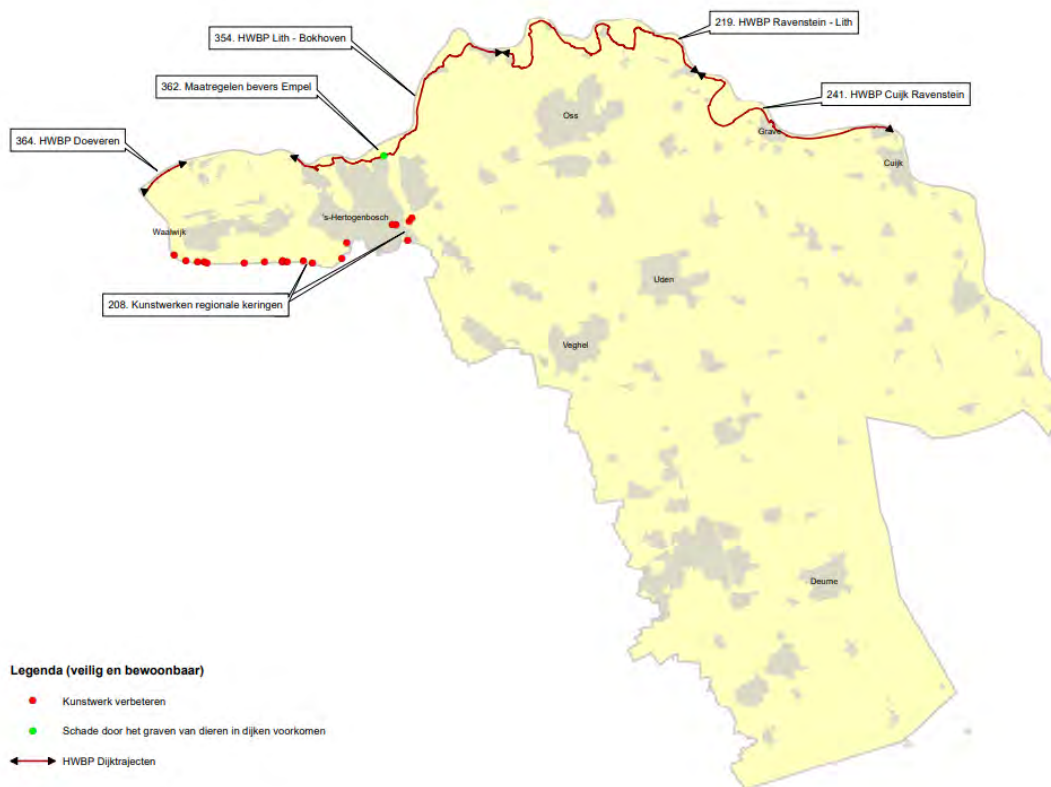 219. HWBP Ravenstein - Lith
354. HWBP Lith - Bokhoven
362. Maatregelen bevers Empel
241. HWBP Cuijk Ravenstein
364. HWBP Doeveren
Oss
Grave
Cuijk
's-Hertogenbosch
Waalwijk
Uden
208. Kunstwerken regionale keringen
Veghel
Deurne
Legenda (veilig en bewoonbaar)
Kunstwerk verbeteren
Schade door het graven van dieren in dijken voorkomen
HWBP Dijktrajecten